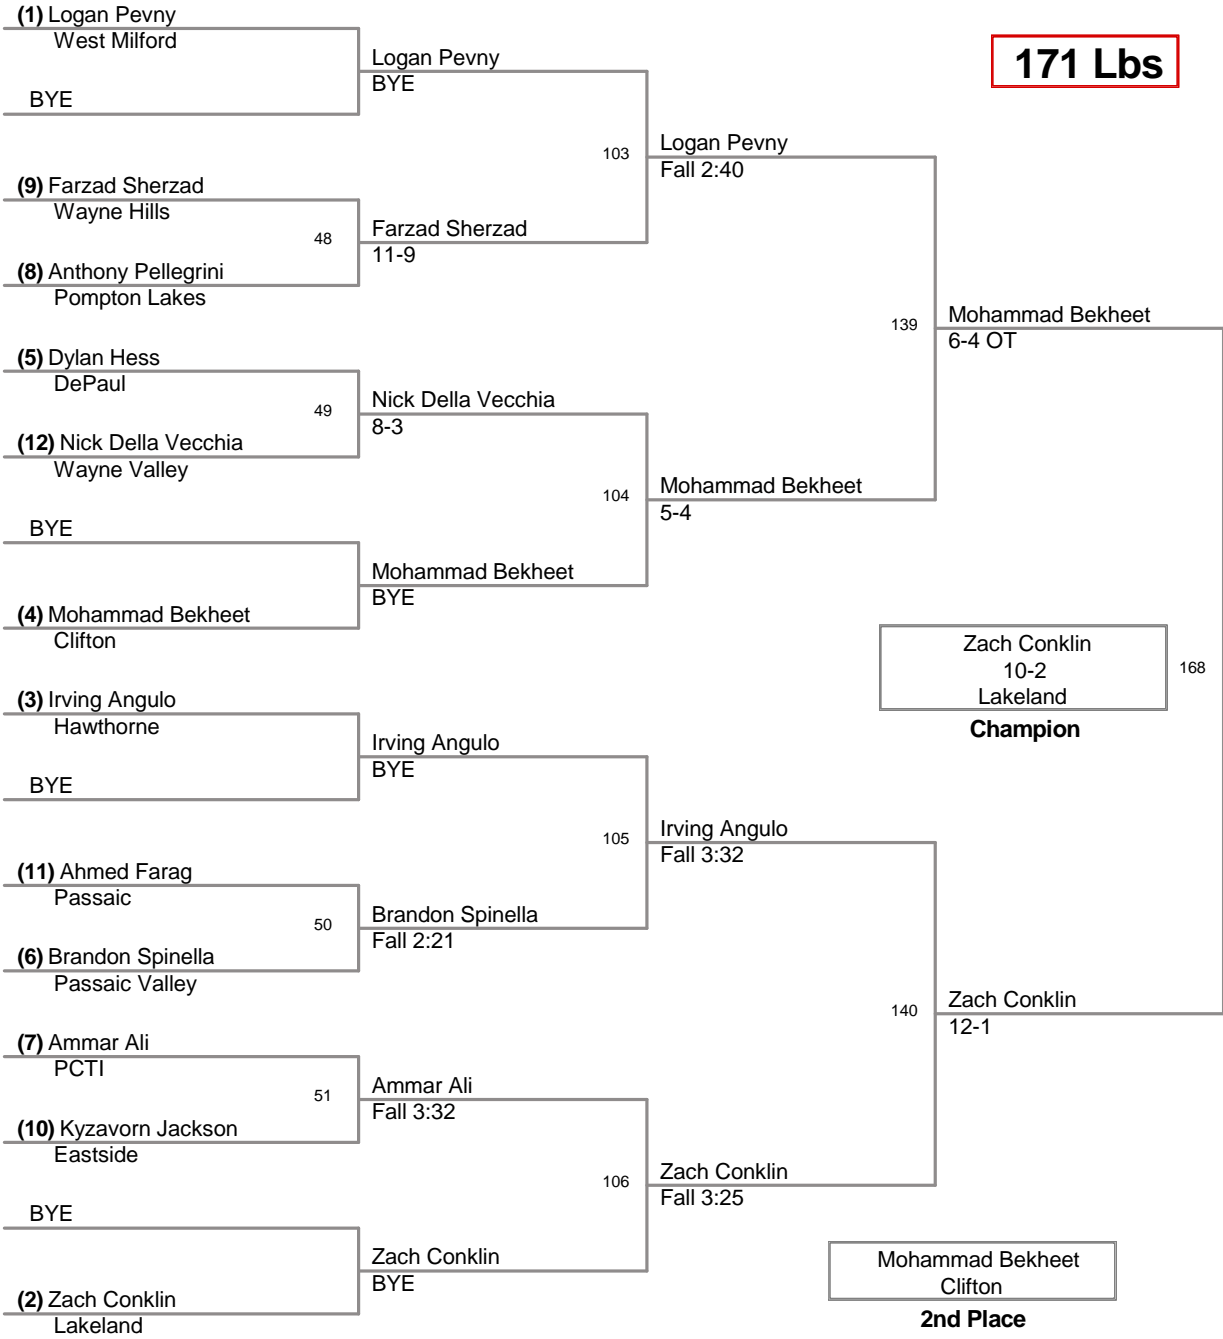 (1) Logan Pevny
West Milford
BYE
Logan Pevny
BYE
171 Lbs
(9) Farzad Sherzad
Wayne Hills
48
(8) Anthony Pellegrini
Pompton Lakes
Farzad Sherzad
11-9
103
Logan Pevny
Fall 2:40
(5) Dylan Hess
DePaul
49
(12) Nick Della Vecchia
Wayne Valley
Nick Della Vecchia
8-3
BYE
(4) Mohammad Bekheet
Clifton
Mohammad Bekheet
BYE
104
Mohammad Bekheet
5-4
139
Mohammad Bekheet
6-4 OT
(3) Irving Angulo
Hawthorne
BYE
Irving Angulo
BYE
Zach Conklin
10-2
Lakeland
Champion
168
(11) Ahmed Farag
Passaic
50
(6) Brandon Spinella
Passaic Valley
Brandon Spinella
Fall 2:21
105
Irving Angulo
Fall 3:32
(7) Ammar Ali
PCTI
51
(10) Kyzavorn Jackson
Eastside
Ammar Ali
Fall 3:32
BYE
(2) Zach Conklin
Lakeland
Zach Conklin
BYE
106
Zach Conklin
Fall 3:25
140
Zach Conklin
12-1
Mohammad Bekheet
Clifton
2nd Place